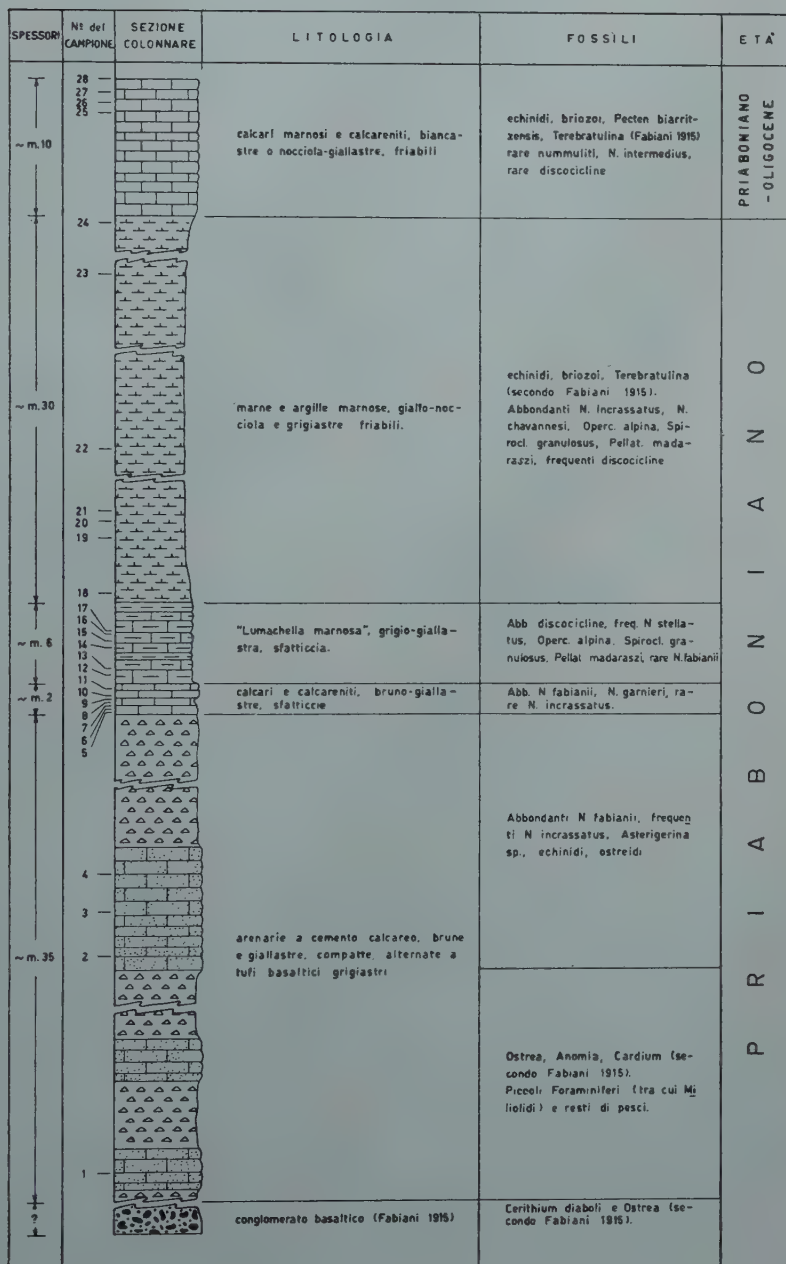 SPESSORI
Nº del
CAMPIONE
SEZIONE
COLONNARE
LITOLOGIA
FOSSILI
ETÀ
28
27
26
25
~ m. 10
calcari marnosi e calcareniti, bianca-
stre o nocciola-giallastre, friabili
echinidi, briozoi, Pecten biarrit-
zensis, Terebratulina (Fabiani 1915)
rare nummuliti, N. intermedius,
rare discocicline
PRIABONIANO
- OLIGOCENE
24
23
22
21
20
19
18
~ m. 30
marne e argille marnose, giallo-noc-
ciola e grigiastre friabili.
echinidi, briozoi, Terebratulina
(secondo Fabiani 1915).
Abbondanti N. incrassatus, N.
chavannesi, Operc. alpina, Spi-
rocl. granulosus, Pellat. mada-
raszi, frequenti discocicline
17
16
15
14
13
12
11
~ m. 6
"Lumachella marnosa", grigio-gialla-
stra, sfatticcia.
Abb discocicline, freq. N stella-
tus, Operc. alpina, Spirocl. gra-
nulosus, Pellat madaraszi, rare N. fabianii
10
9
8
7
6
5
~ m. 2
calcari e calcareniti, bruno-gialla-
stre, sfatticcie
Abb. N fabianii, N. garnieri, ra-
re N. incrassatus.
4
3
2
1
~ m. 35
arenarie a cemento calcareo, brune
e giallastre, compatte, alternate a
tufi basaltici grigiastri
Abbondanti N fabianii, frequen
ti N incrassatus, Asterigerina
sp., echinidi, ostreidi
Ostrea, Anomia, Cardium (se-
condo Fabiani 1915).
Piccoli Foraminiferi (tra cui Mi
liolidi) e resti di pesci.
?
conglomerato basaltico (Fabiani 1915)
Cerithium diaboli e Ostrea (se-
condo Fabiani 1915).
PRIABONIANO